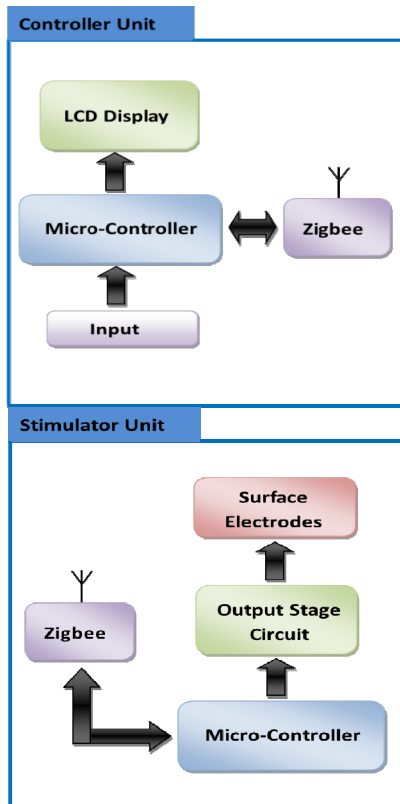 Controller Unit
LCD Display
Micro-Controller
Zigbee
Input
Stimulator Unit
Surface
Electrodes
Zigbee
Output Stage
Circuit
Micro-Controller